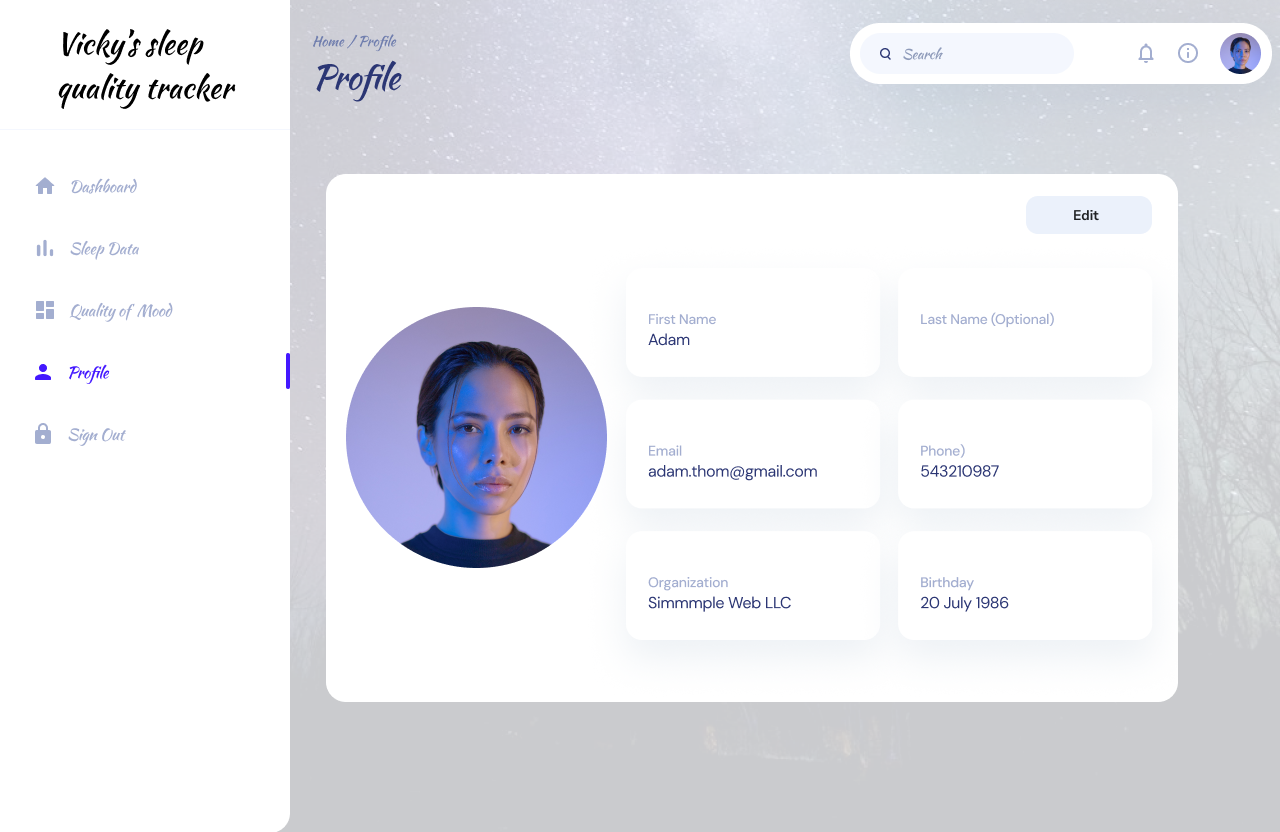 Vicky's sleep
quality tracker
Home / Profile
Profile
Search
Dashboard
Sleep Data
Quality of Mood
Profile
Sign Out
Edit
First Name
Adam
Last Name (Optional)
Email
adam.thom@gmail.com
Phone)
543210987
Organization
Simmmple Web LLC
Birthday
20 July 1986